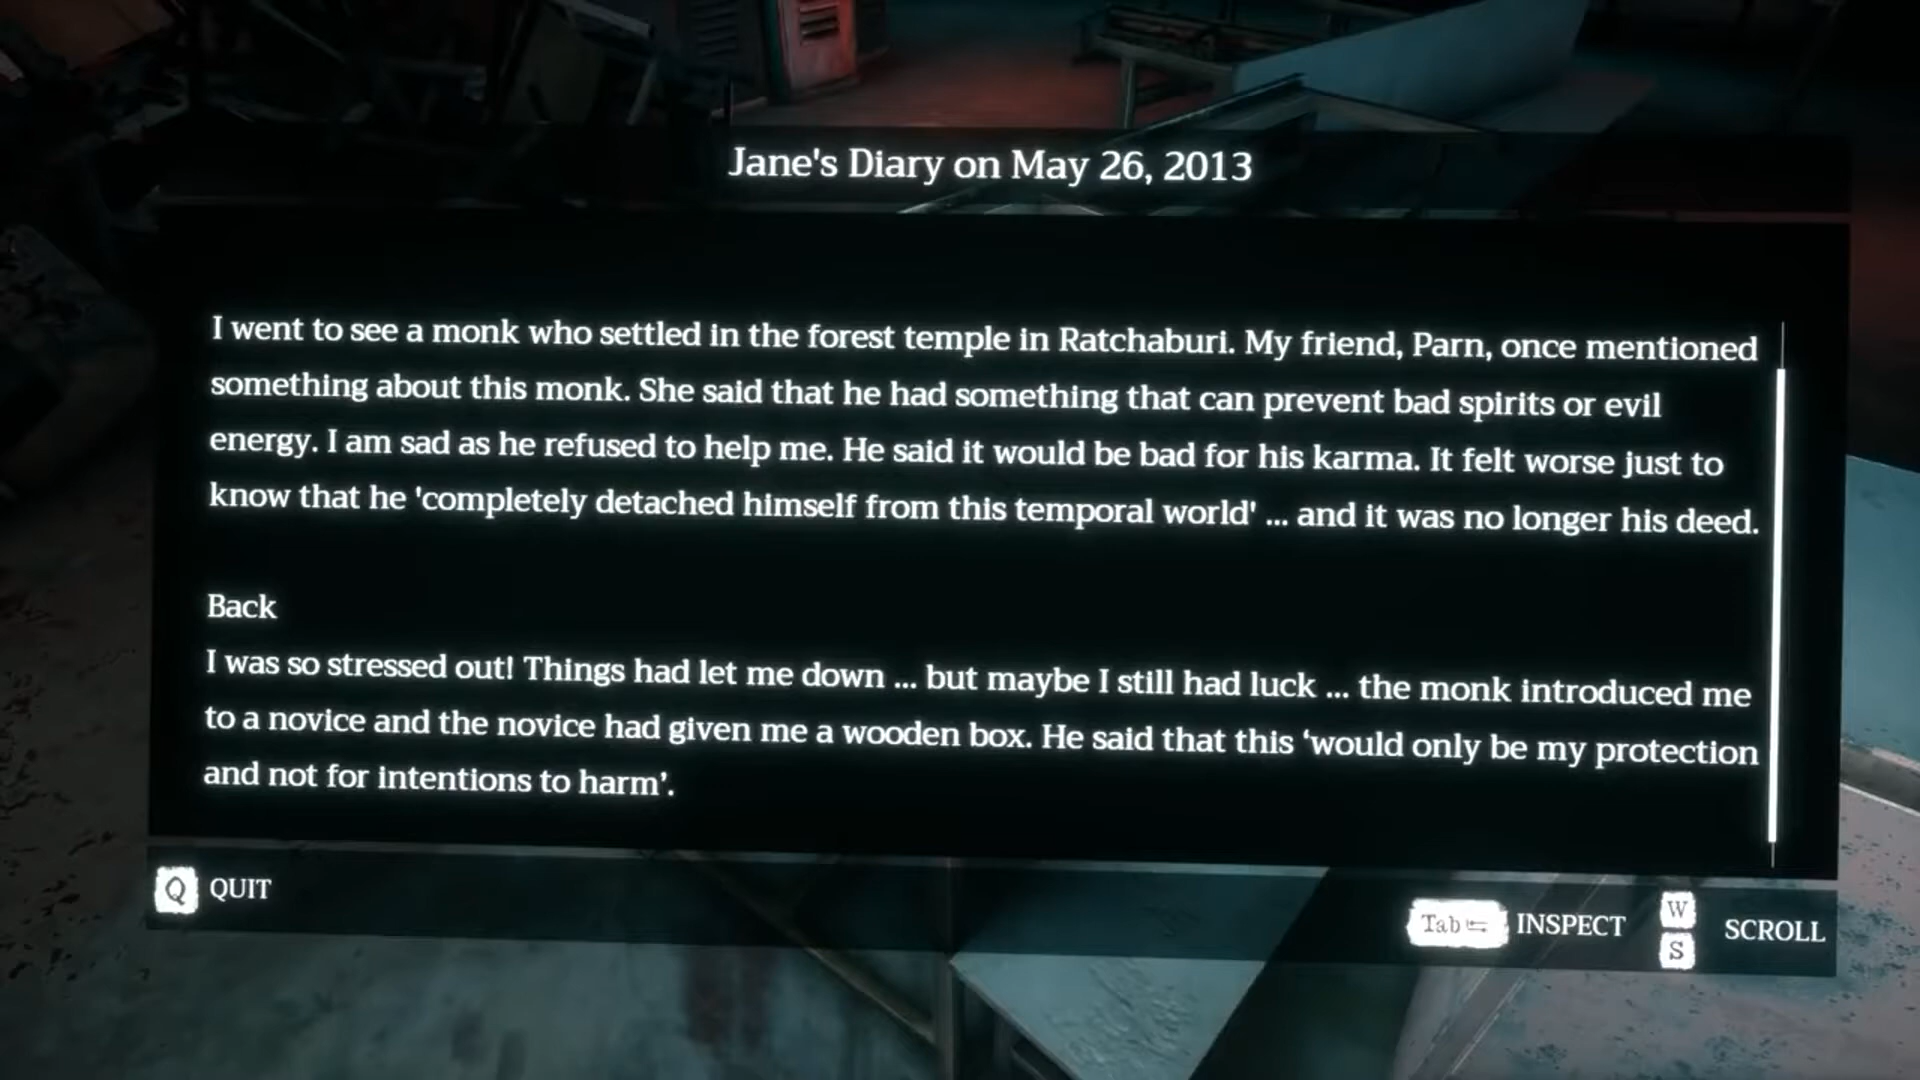 Jane's Diary on May 26, 2013
I went to see a monk who settled in the forest temple in Ratchaburi. My friend, Parn, once mentioned
something about this monk. She said that he had something that can prevent bad spirits or evil
energy. I am sad as he refused to help me. He said it would be bad for his karma. It felt worse just to
know that he 'completely detached himself from this temporal world' ... and it was no longer his deed.
Back
I was so stressed out! Things had let me down ... but maybe I still had luck ... the monk introduced me
to a novice and the novice had given me a wooden box. He said that this ‘would only be my protection
and not for intentions to harm’.
Q QUIT
Tab INSPECT W S SCROLL